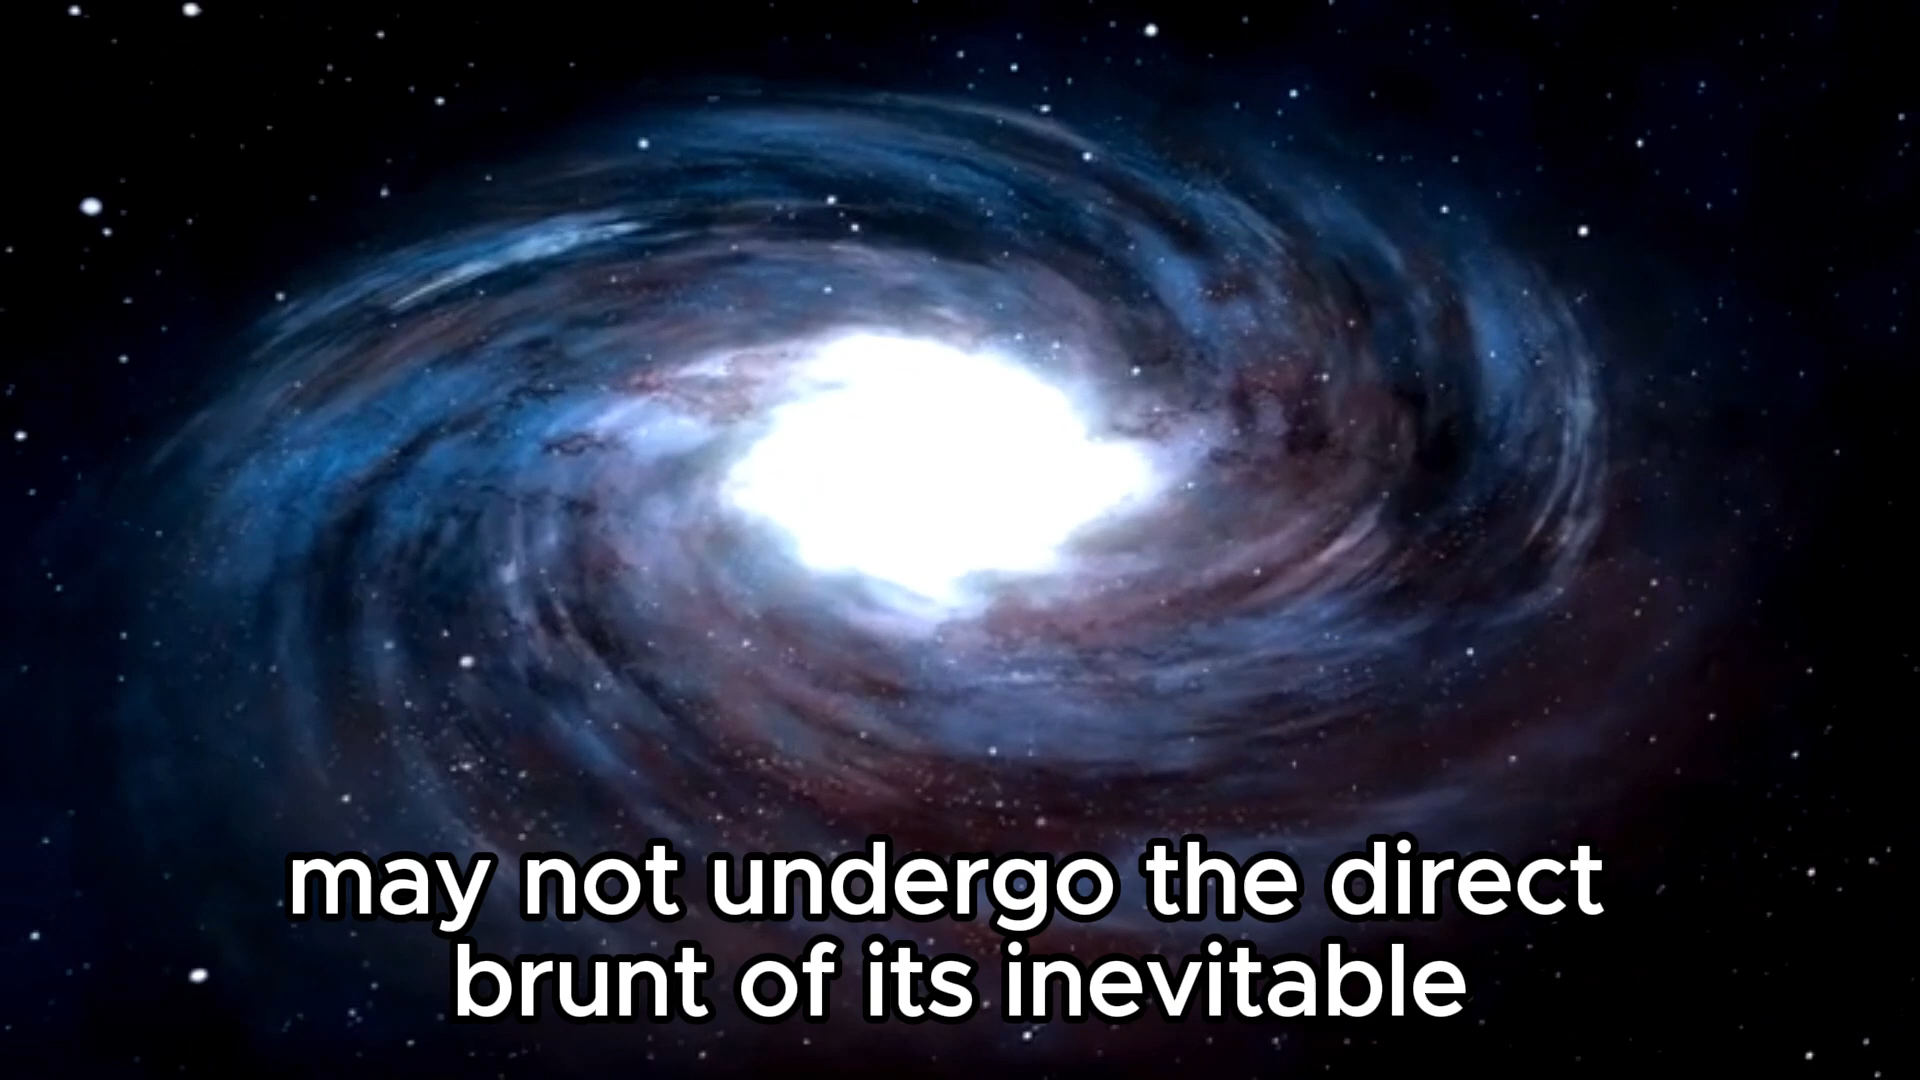 may not undergo the direct
brunt of its inevitable